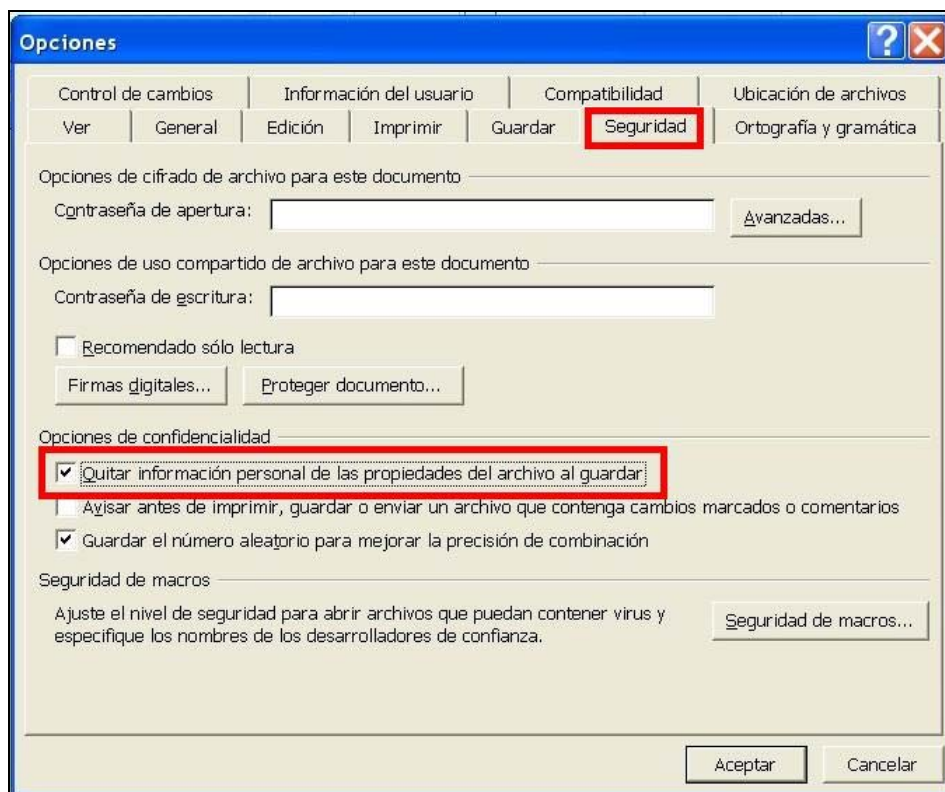 Opciones
Control de cambios Información del usuario Compatibilidad Ubicación de archivos
Ver General Edición Imprimir Guardar Seguridad Ortografía y gramática
Opciones de cifrado de archivo para este documento
Contraseña de apertura: Avanzadas...
Opciones de uso compartido de archivo para este documento
Contraseña de escritura:
Recomendado sólo lectura
Firmas digitales... Proteger documento...
Opciones de confidencialidad
Quitar información personal de las propiedades del archivo al guardar
Avisar antes de imprimir, guardar o enviar un archivo que contenga cambios marcados o comentarios
Guardar el número aleatorio para mejorar la precisión de combinación
Seguridad de macros
Ajuste el nivel de seguridad para abrir archivos que puedan contener virus y
especifique los nombres de los desarrolladores de confianza.
Seguridad de macros...
Aceptar Cancelar